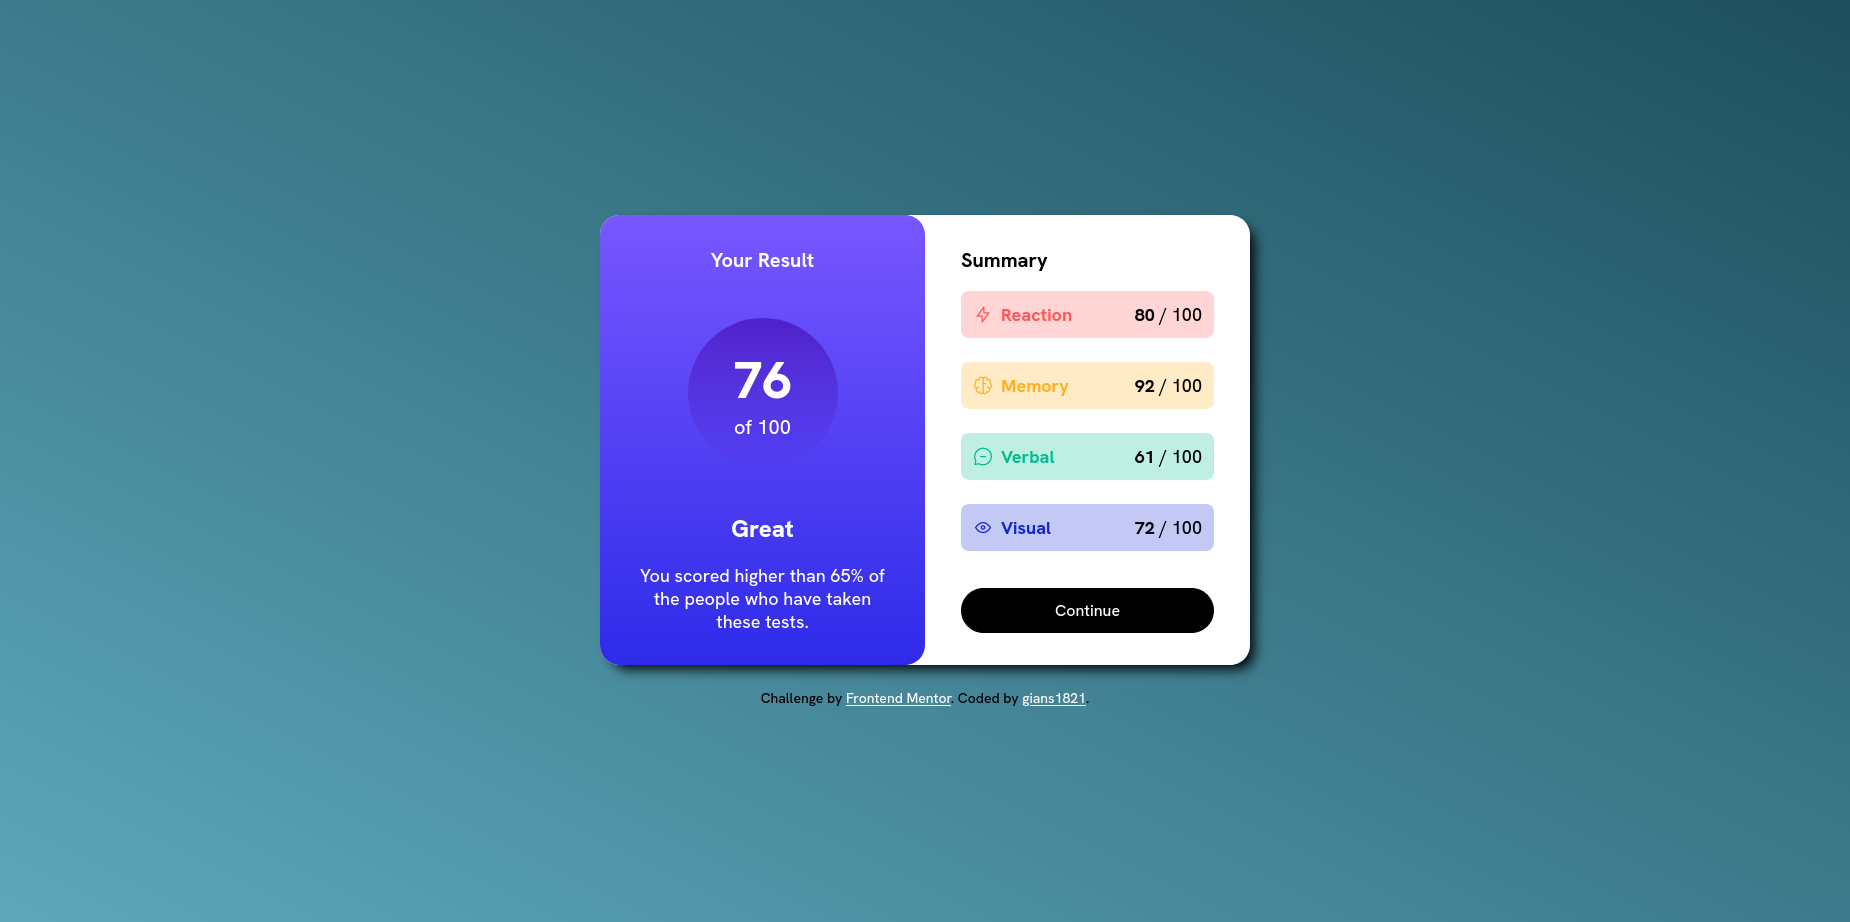 Your Result
76
of 100
Great
You scored higher than 65% of
the people who have taken
these tests.
Summary
Reaction 80 / 100
Memory 92 / 100
Verbal 61 / 100
Visual 72 / 100
Continue
Challenge by Frontend Mentor. Coded by gians1821.